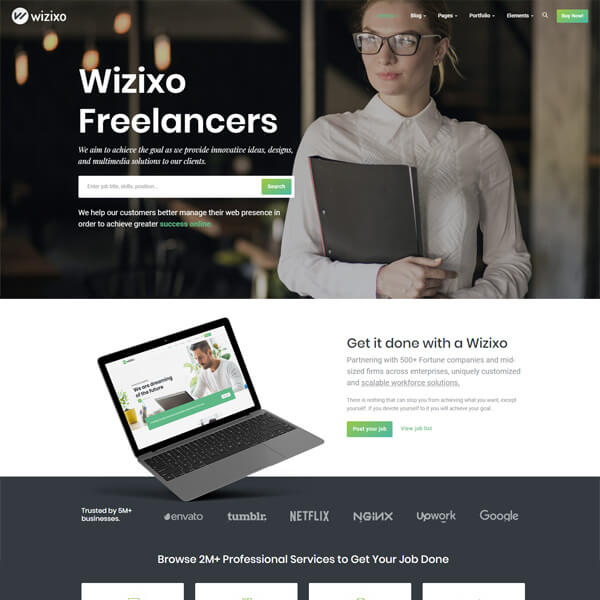 wizixo
Blog
Pages
Portfolio
Elements
Buy Now!
Wizixo
Freelancers
We aim to achieve the goal as we provide innovative ideas, designs,
and multimedia solutions to our clients.
Enter job title, skills, position...
Search
We help our customers better manage their web presence in
order to achieve greater success online.
wizixo
We are dreaming
of the future
Get it done with a Wizixo
Partnering with 500+ Fortune companies and mid-
sized firms across enterprises, uniquely customized
and scalable workforce solutions.
There is nothing that can stop you from achieving what you want, except
yourself. If you devote yourself to it you will achieve your goal.
Post your job
View job list
Trusted by 5M+
businesses.
envato
tumblr.
NETFLIX
NGINX
upwork
Google
Browse 2M+ Professional Services to Get Your Job Done